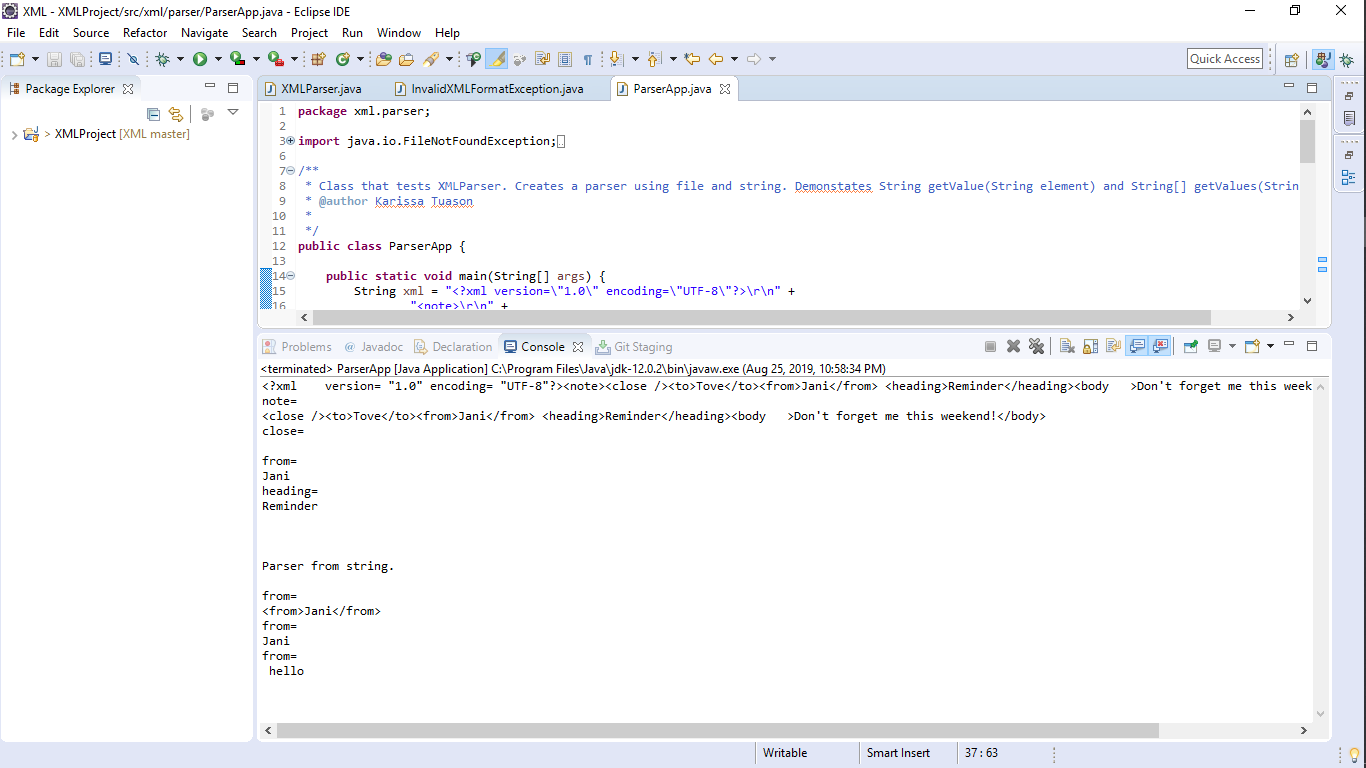 XML - XMLProject/src/xml/parser/ParserApp.java - Eclipse IDE
File Edit Source Refactor Navigate Search Project Run Window Help
Quick Access
Package Explorer
> XMLProject [XML master]
XMLParser.java InvalidXMLFormatException.java ParserApp.java
1 package xml.parser;
2
3 import java.io.FileNotFoundException;
6
7 /**
8 * Class that tests XMLParser. Creates a parser using file and string. Demonstates String getValue(String element) and String[] getValues(Strin
9 * @author Karissa Tuason
10 *
11 */
12 public class ParserApp {
13
14 public static void main(String[] args) {
15 String xml = "<?xml version=\"1.0\" encoding=\"UTF-8\"?>\r\n" +
16 "<note>\r\n" +
Problems @ Javadoc Declaration Console Git Staging
<terminated> ParserApp [Java Application] C:\Program Files\Java\jdk-12.0.2\bin\javaw.exe (Aug 25, 2019, 10:58:34 PM)
<?xml    version= "1.0" encoding= "UTF-8"?><note><close /><to>Tove</to><from>Jani</from> <heading>Reminder</heading><body   >Don't forget me this week
note=
<close /><to>Tove</to><from>Jani</from> <heading>Reminder</heading><body   >Don't forget me this weekend!</body>
close=
from=
Jani
heading=
Reminder
Parser from string.
from=
<from>Jani</from>
from=
Jani
from=
hello
Writable Smart Insert 37 : 63